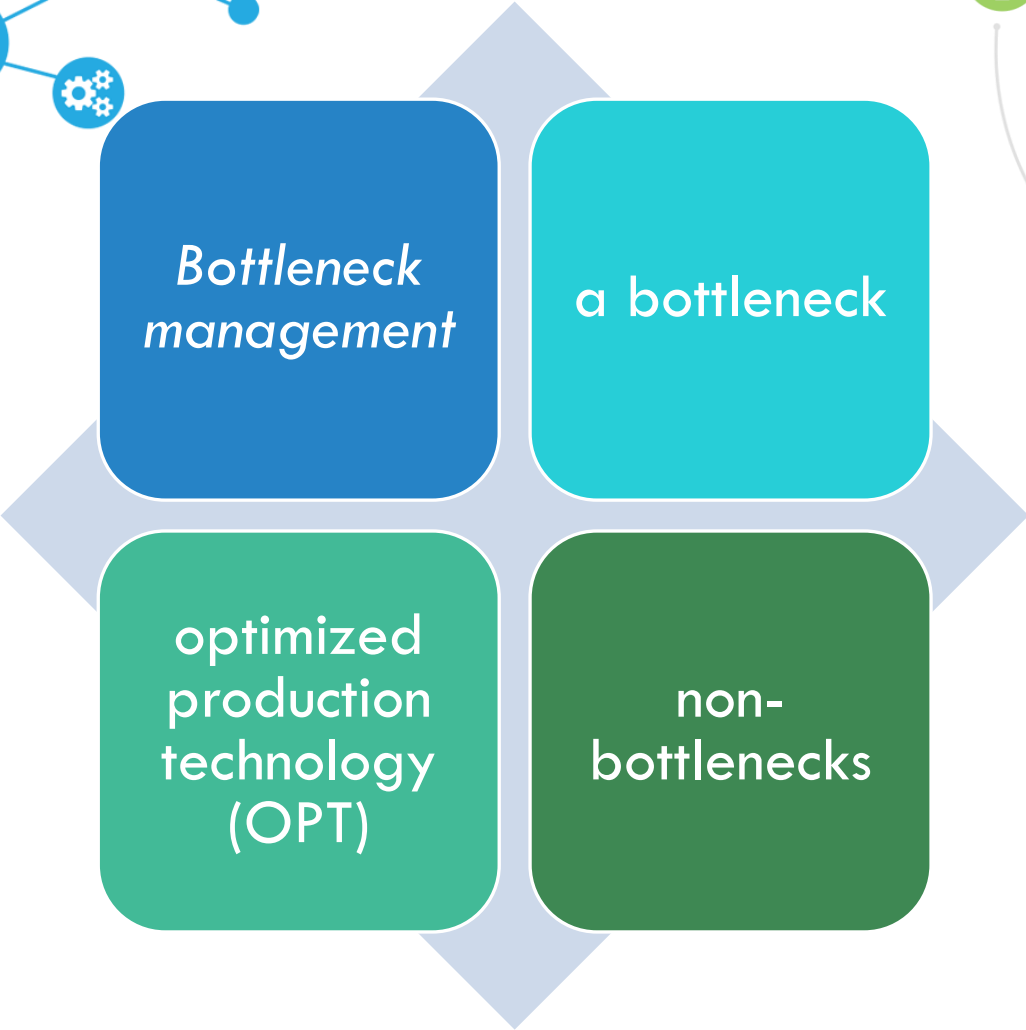 Bottleneck
management
a bottleneck
optimized
production
technology
(OPT)
non-
bottlenecks